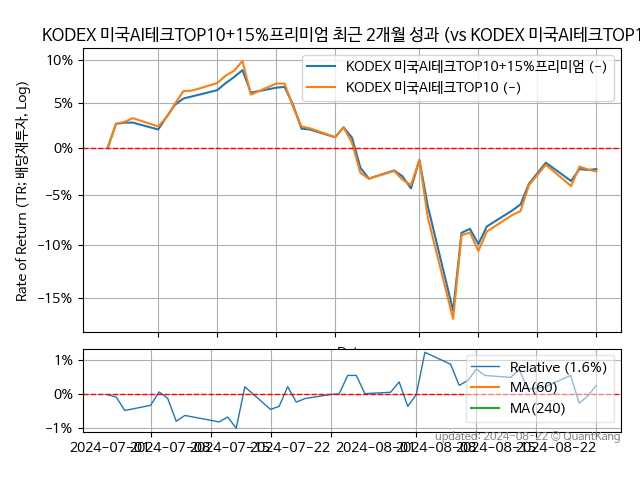 KODEX 미국AI테크TOP10+15%프리미엄 최근 2개월 성과 (vs KODEX 미국AI테크TOP1
10%
5%
0%
−5%
−10%
−15%
Rate of Return (TR: 배당재투자, Log)
KODEX 미국AI테크TOP10+15%프리미엄 (−)
KODEX 미국AI테크TOP10 (−)
1%
0%
−1%
Relative (1.6%)
MA(60)
MA(240)
updated: 2024−08−22 © QuantKang
2024−07−01
2024−07−08
2024−07−15
2024−07−22
2024−08−01
2024−08−08
2024−08−15
2024−08−22